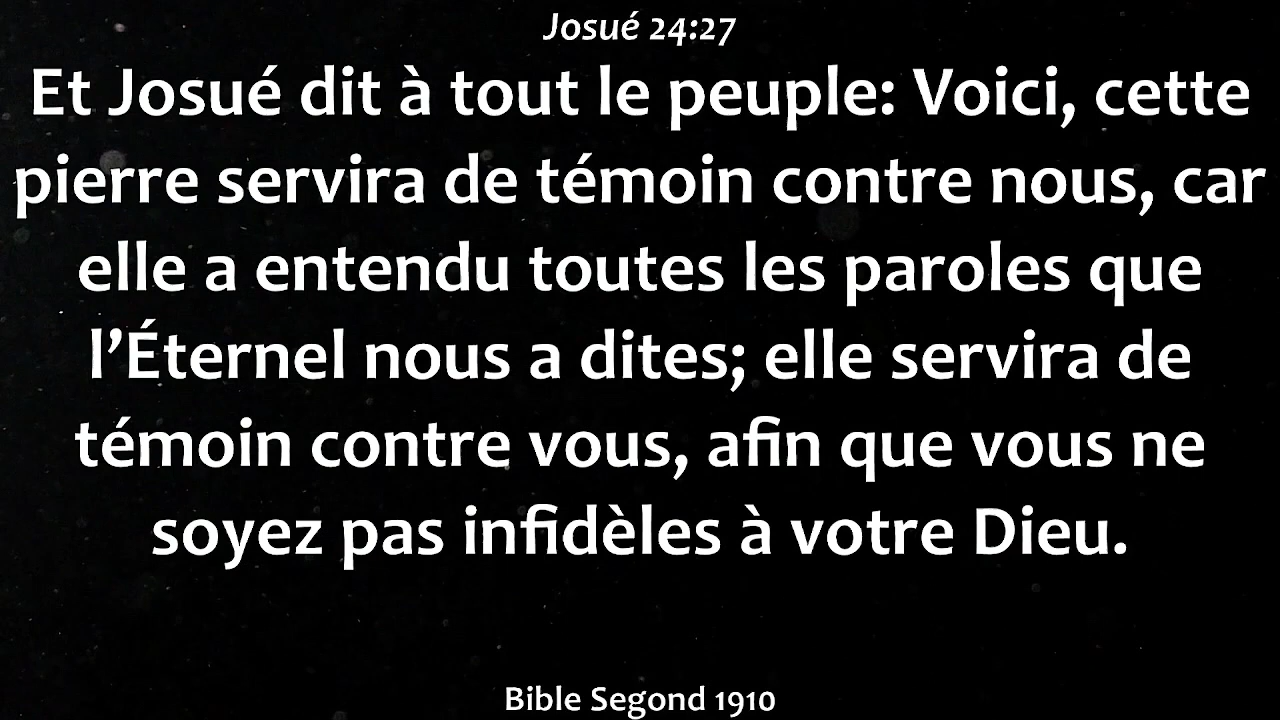 Josué 24:27
Et Josué dit à tout le peuple: Voici, cette
pierre servira de témoin contre nous, car
elle a entendu toutes les paroles que
l’Éternel nous a dites; elle servira de
témoin contre vous, afin que vous ne
soyez pas infidèles à votre Dieu.
Bible Segond 1910